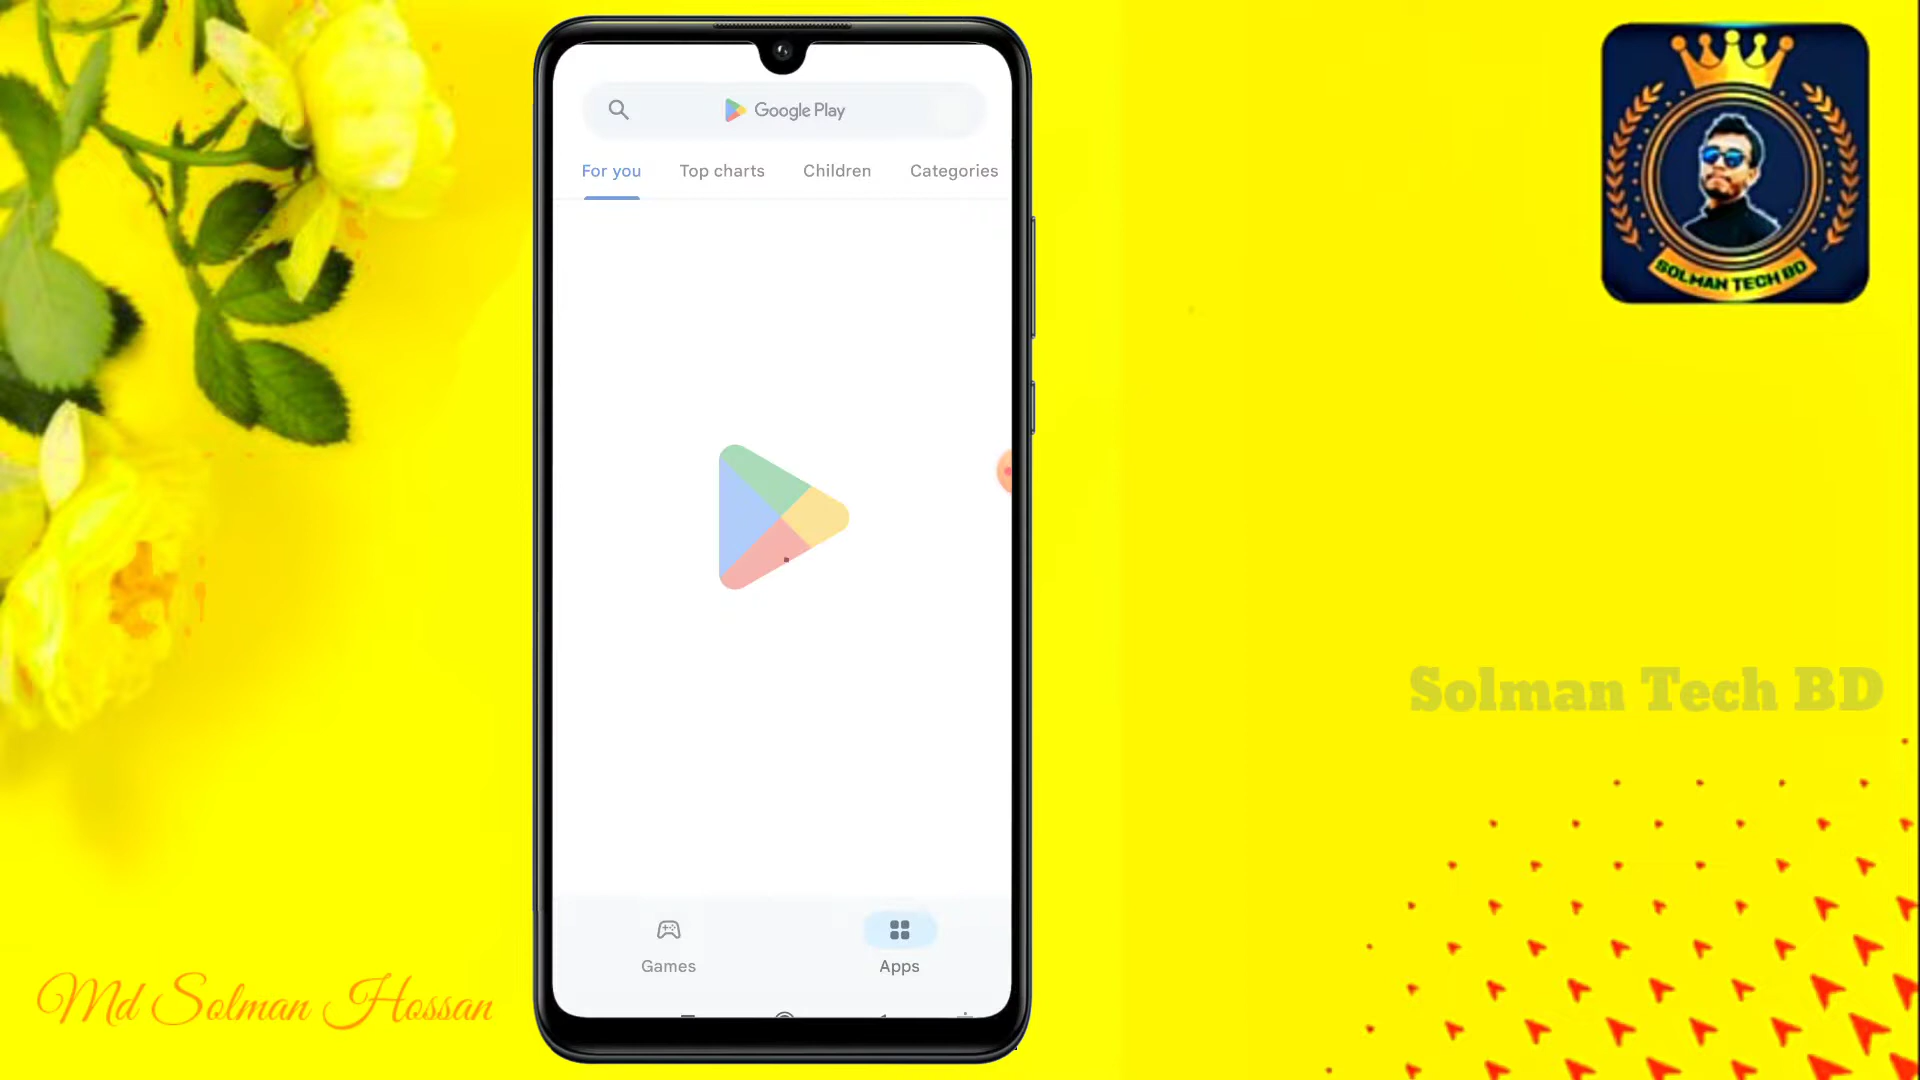 Google Play
For you Top charts Children Categories
SOLMAN TECH BD
Solman Tech BD
Games Apps
Md Solman Hossan